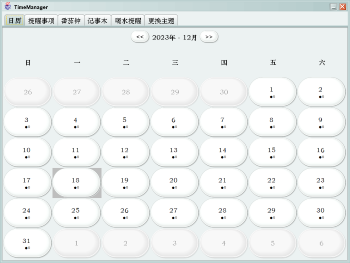 TimeManager
日历 提醒事项 番茄钟 记事本 喝水提醒 更换主题
<< 2023年 - 12月 >>
日 一 二 三 四 五 六
26 27 28 29 30 1 2
3 4 5 6 7 8 9
10 11 12 13 14 15 16
17 18 19 20 21 22 23
24 25 26 27 28 29 30
31 1 2 3 4 5 6